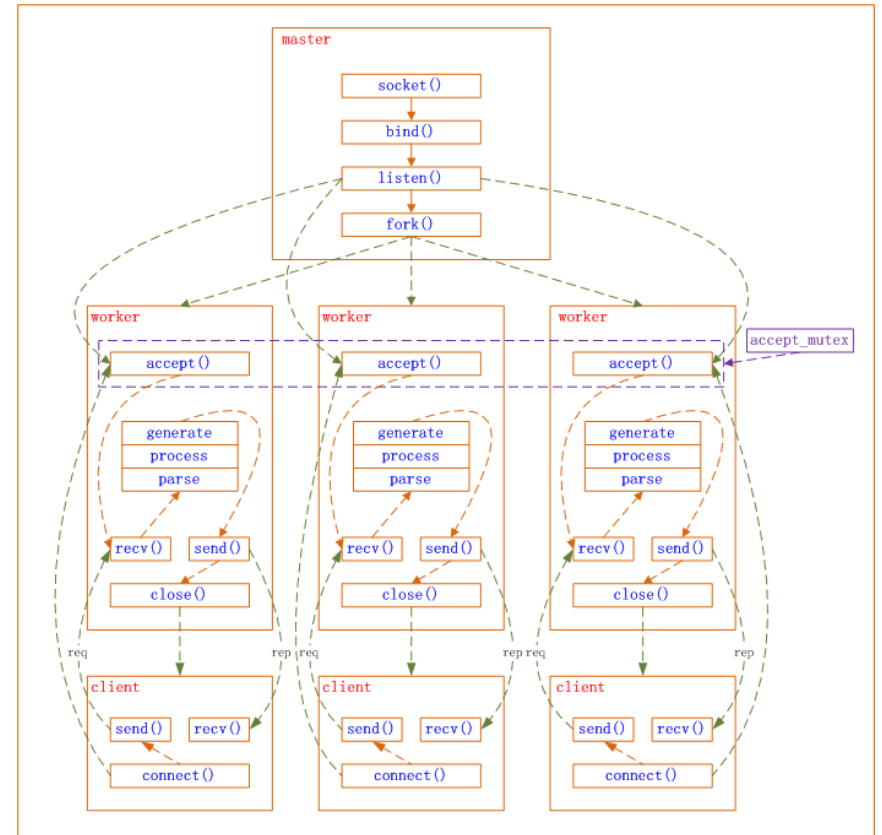 master
socket()
bind()
listen()
fork()
worker
worker
worker
accept_mutex
accept()
accept()
accept()
generate
generate
generate
process
process
process
parse
parse
parse
recv()
send()
recv()
send()
recv()
send()
close()
close()
close()
req
rep
req
rep
req
rep
client
client
client
send()
recv()
send()
recv()
send()
recv()
connect()
connect()
connect()